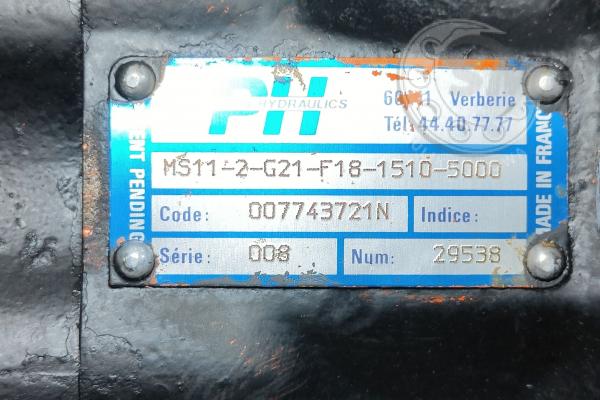 PH
HYDRAULICS
Verberie
Tél: 44.40.77.77
MS11-2-G21-F18-1510-5000
Code: 007743721N Indice:
Série: 008 Num: 29538
PENDING
MADE IN FRANC